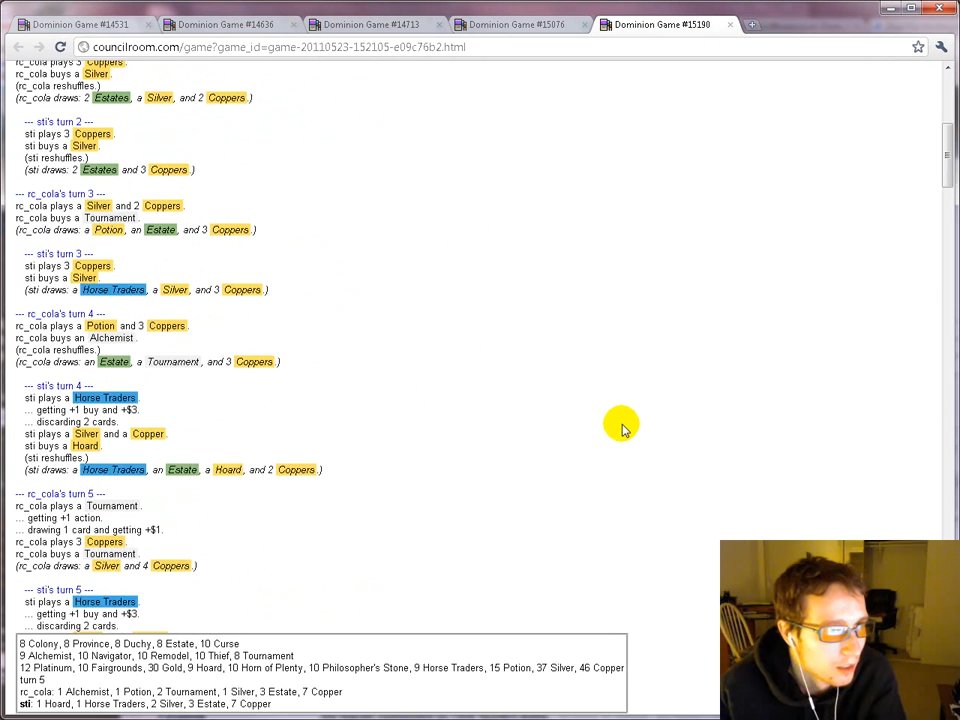 Dominion Game #14531
Dominion Game #14636
Dominion Game #14713
Dominion Game #15076
Dominion Game #15190
councilroom.com/game?game_id=game-20110523-152105-e09c76b2.html
rc_cola plays 3 Coppers.
rc_cola buys a Silver.
(rc_cola reshuffles.)
(rc_cola draws: 2 Estates, a Silver, and 2 Coppers.)
--- sti's turn 2 ---
sti plays 3 Coppers.
sti buys a Silver.
(sti reshuffles.)
(sti draws: 2 Estates and 3 Coppers.)
--- rc_cola's turn 3 ---
rc_cola plays a Silver and 2 Coppers.
rc_cola buys a Tournament.
(rc_cola draws: a Potion, an Estate, and 3 Coppers.)
--- sti's turn 3 ---
sti plays 3 Coppers.
sti buys a Silver.
(sti draws: a Horse Traders, a Silver, and 3 Coppers.)
--- rc_cola's turn 4 ---
rc_cola plays a Potion and 3 Coppers.
rc_cola buys an Alchemist.
(rc_cola reshuffles.)
(rc_cola draws: an Estate, a Tournament, and 3 Coppers.)
--- sti's turn 4 ---
sti plays a Horse Traders.
... getting +1 buy and +$3.
... discarding 2 cards.
sti plays a Silver and a Copper.
sti buys a Hoard.
(sti reshuffles.)
(sti draws: a Horse Traders, an Estate, a Hoard, and 2 Coppers.)
--- rc_cola's turn 5 ---
rc_cola plays a Tournament.
... getting +1 action.
... drawing 1 card and getting +$1.
rc_cola plays 3 Coppers.
rc_cola buys a Tournament.
(rc_cola draws: a Silver and 4 Coppers.)
--- sti's turn 5 ---
sti plays a Horse Traders.
... getting +1 buy and +$3.
... discarding 2 cards.
8 Colony, 8 Province, 8 Duchy, 8 Estate, 10 Curse
9 Alchemist, 10 Navigator, 10 Remodel, 10 Thief, 8 Tournament
12 Platinum, 10 Fairgrounds, 30 Gold, 9 Hoard, 10 Horn of Plenty, 10 Philosopher's Stone, 9 Horse Traders, 15 Potion, 37 Silver, 46 Copper
turn 5
rc_cola: 1 Alchemist, 1 Potion, 2 Tournament, 1 Silver, 3 Estate, 7 Copper
sti: 1 Hoard, 1 Horse Traders, 2 Silver, 3 Estate, 7 Copper